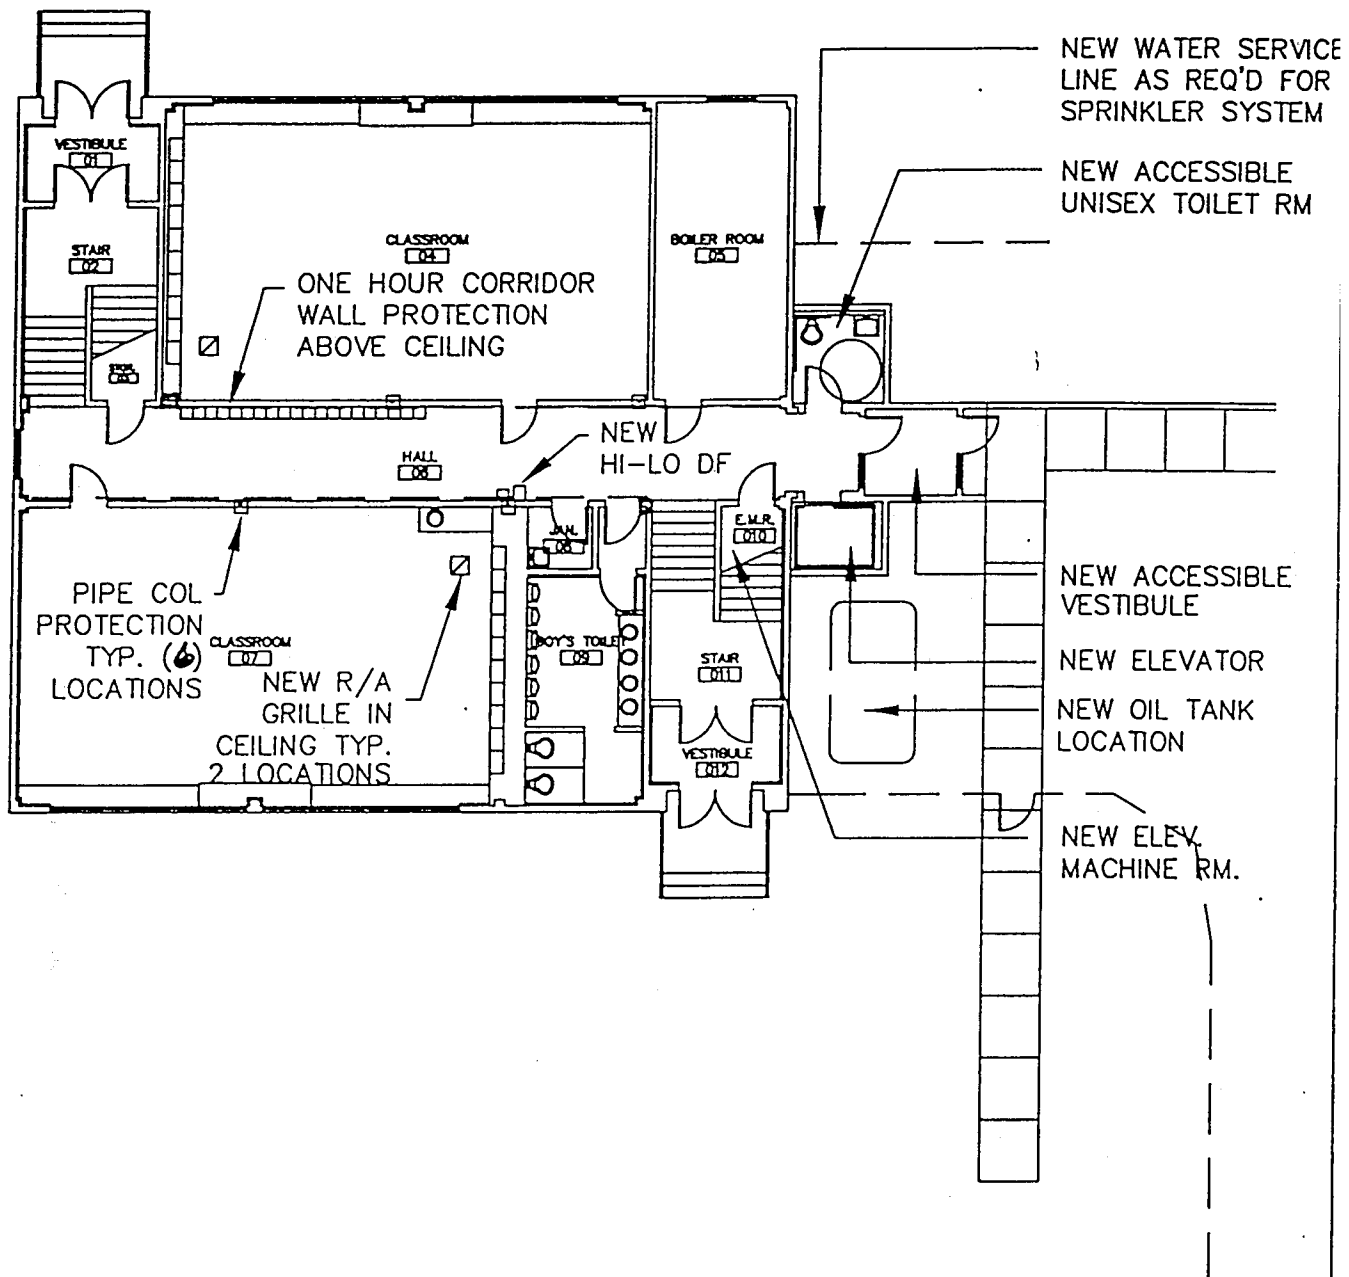 NEW WATER SERVICE
LINE AS REQ'D FOR
SPRINKLER SYSTEM
NEW ACCESSIBLE
UNISEX TOILET RM
VESTIBULE
01
STAIR
02
CLASSROOM
04
BOILER ROOM
05
ONE HOUR CORRIDOR
WALL PROTECTION
ABOVE CEILING
03
NEW
HI-LO DF
HALL
06
JAN.
08
E.M.R.
010
PIPE COL
PROTECTION
TYP. (6)
LOCATIONS
CLASSROOM
07
NEW R/A
GRILLE IN
CEILING TYP.
2 LOCATIONS
BOY'S TOILET
09
STAIR
011
VESTIBULE
012
NEW ACCESSIBLE
VESTIBULE
NEW ELEVATOR
NEW OIL TANK
LOCATION
NEW ELEV.
MACHINE RM.